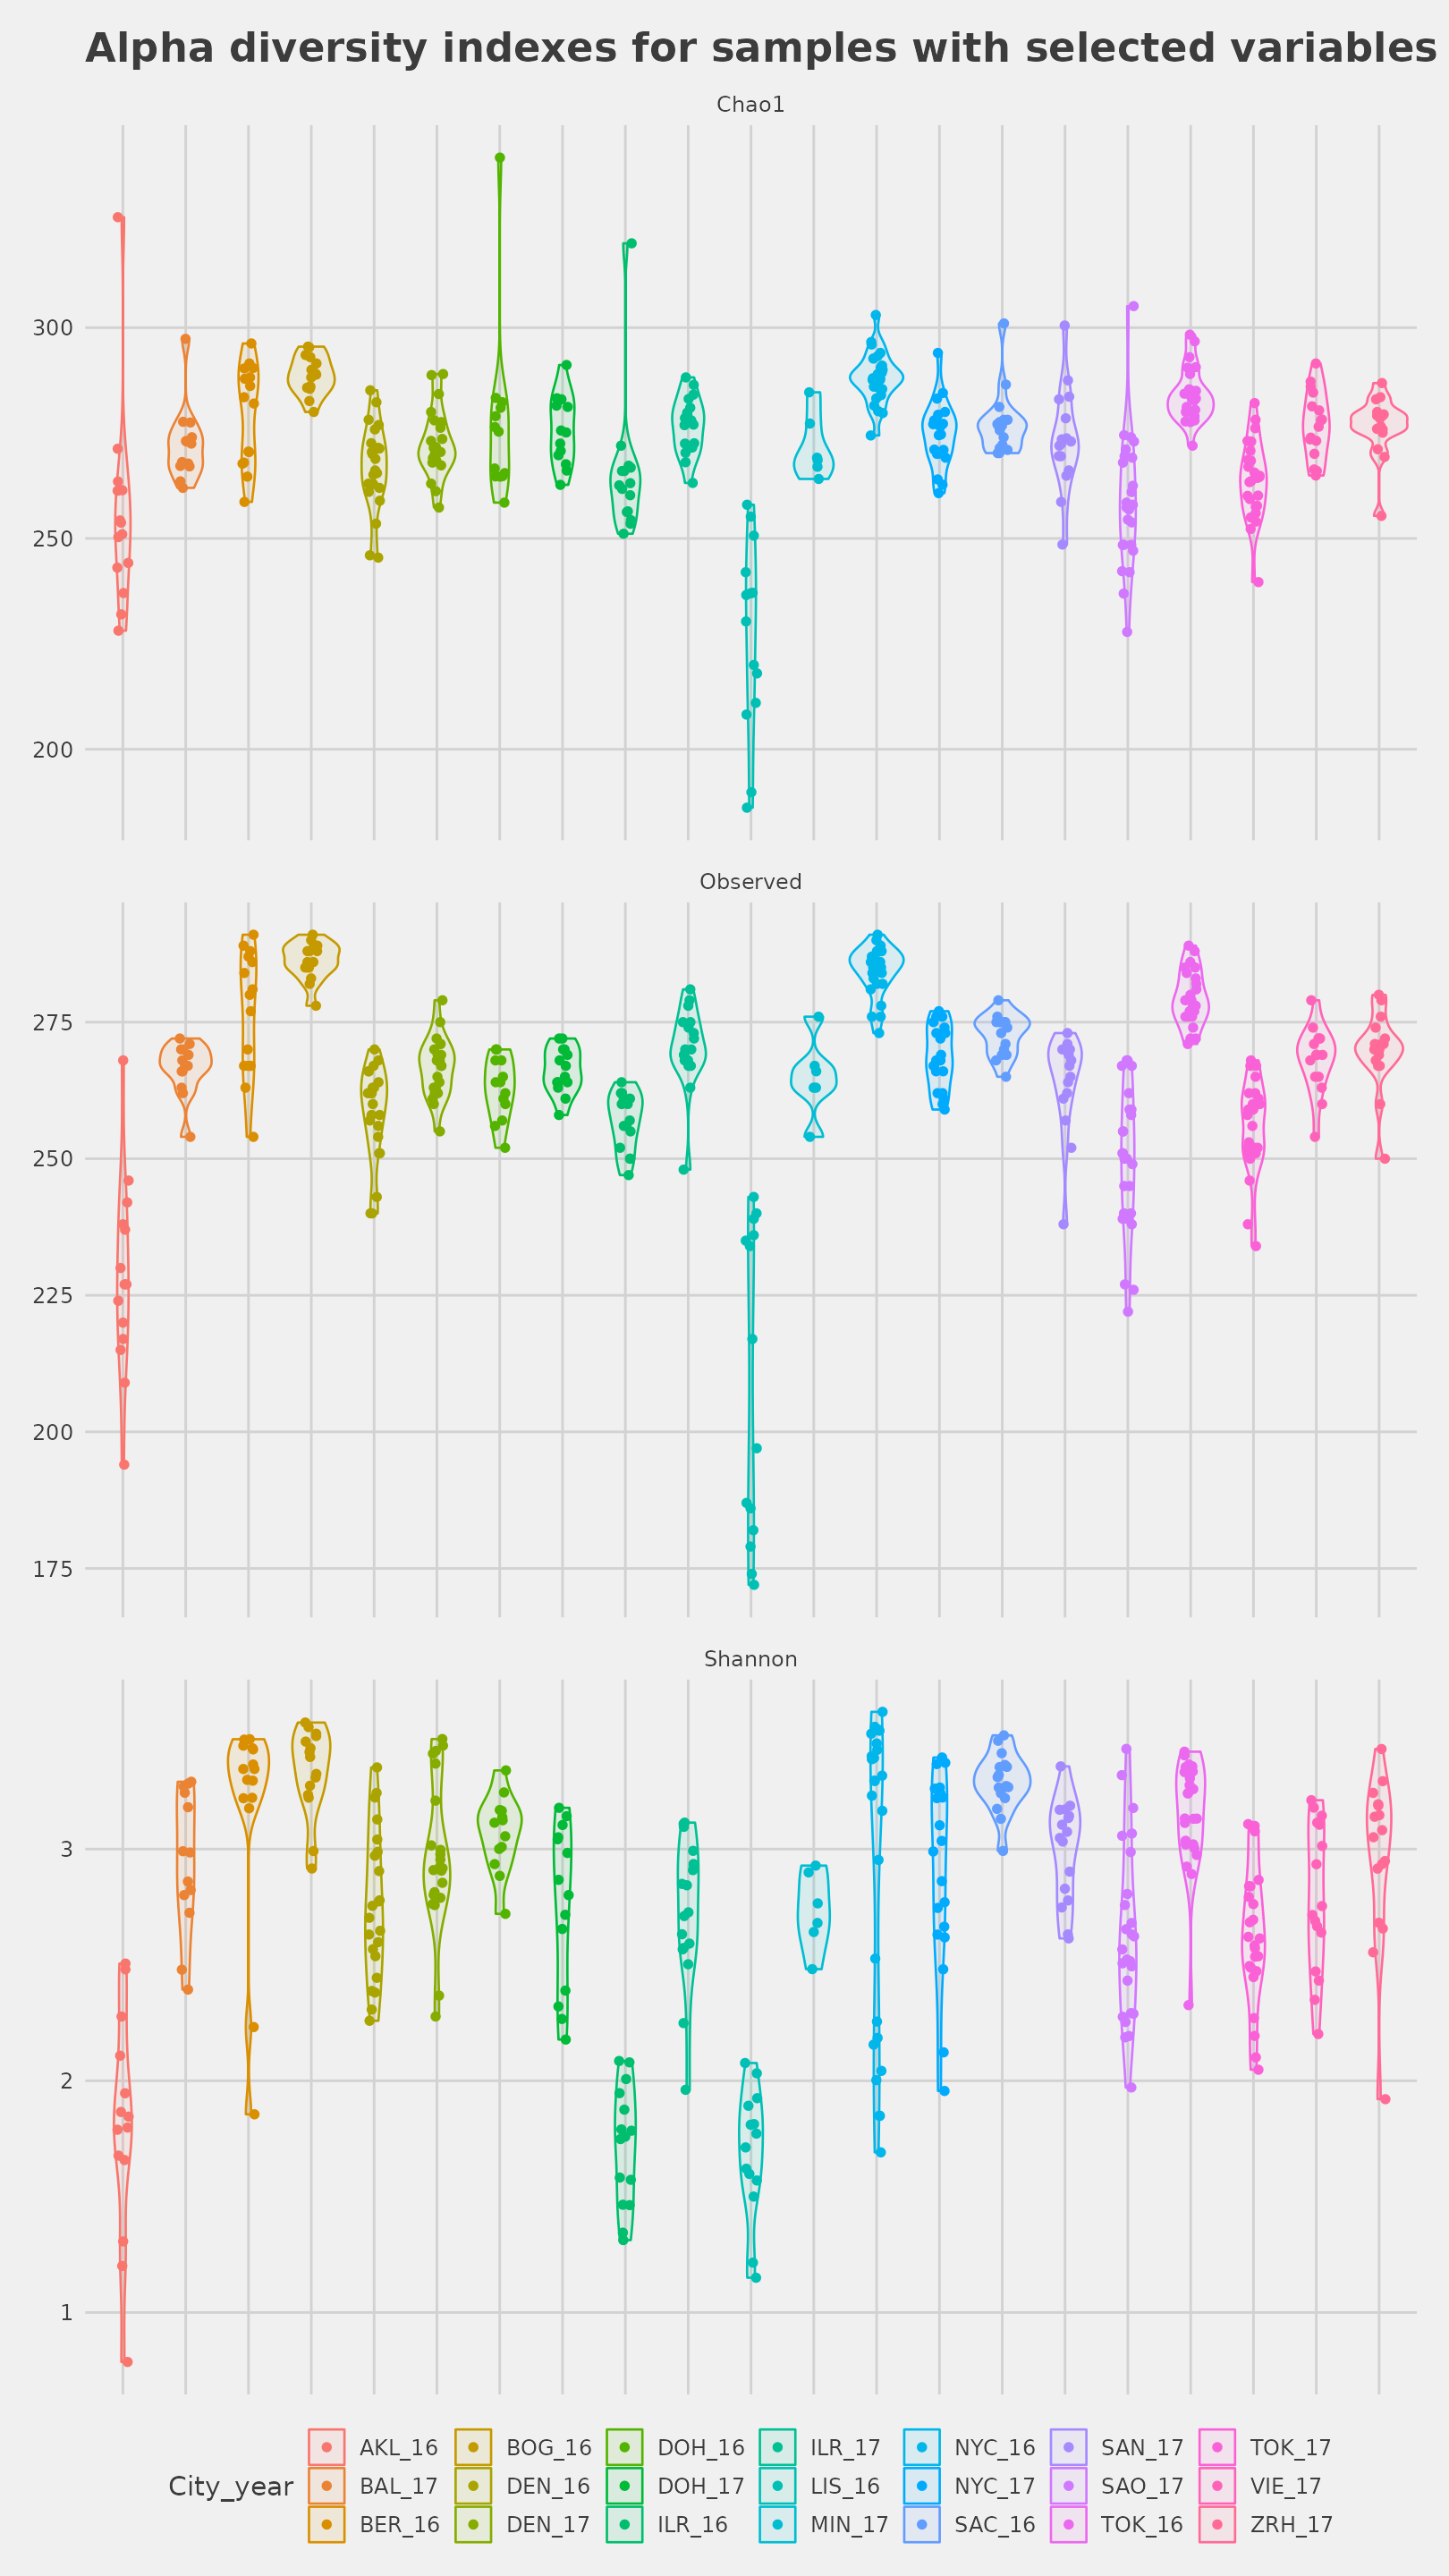 Alpha diversity indexes for samples with selected variables
Chao1
300
250
200
Observed
275
250
225
200
175
Shannon
3
2
1
AKL_16 BOG_16 DOH_16 ILR_17 NYC_16 SAN_17 TOK_17
City_year BAL_17 DEN_16 DOH_17 LIS_16 NYC_17 SAO_17 VIE_17
BER_16 DEN_17 ILR_16 MIN_17 SAC_16 TOK_16 ZRH_17